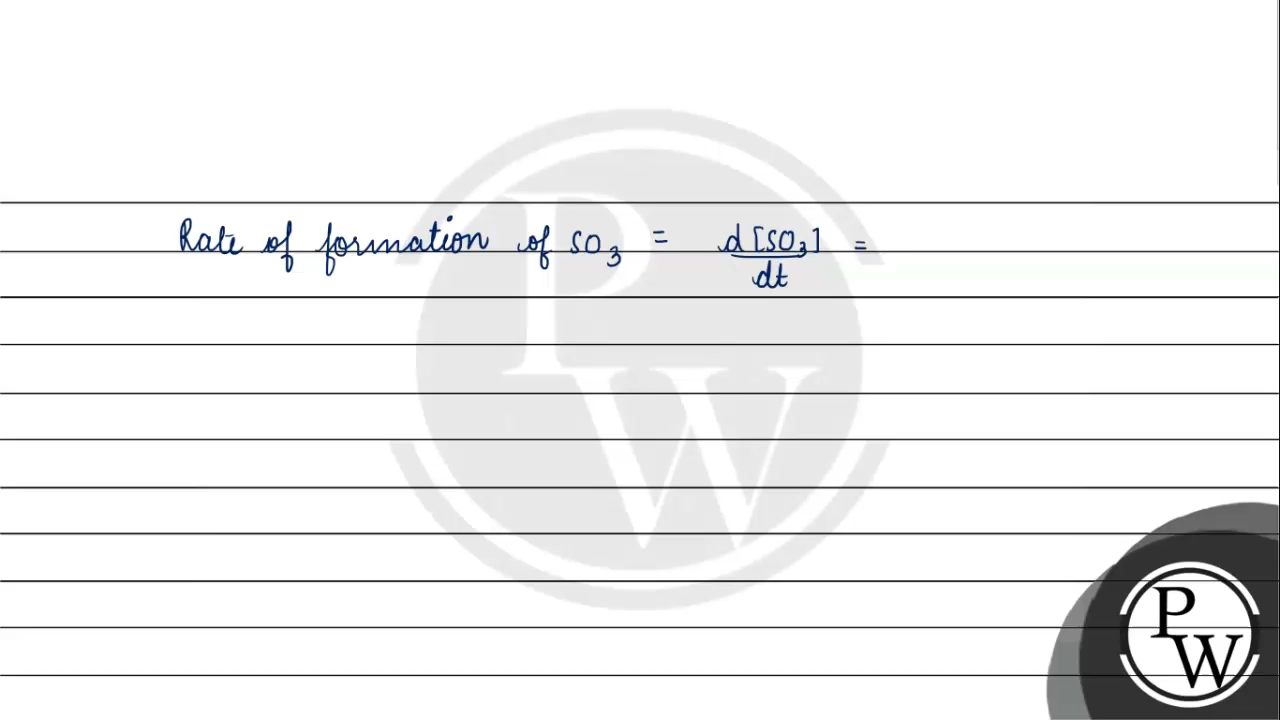 Rate of formation of SO₃ = d[SO₃]/dt =
P
W
P
W